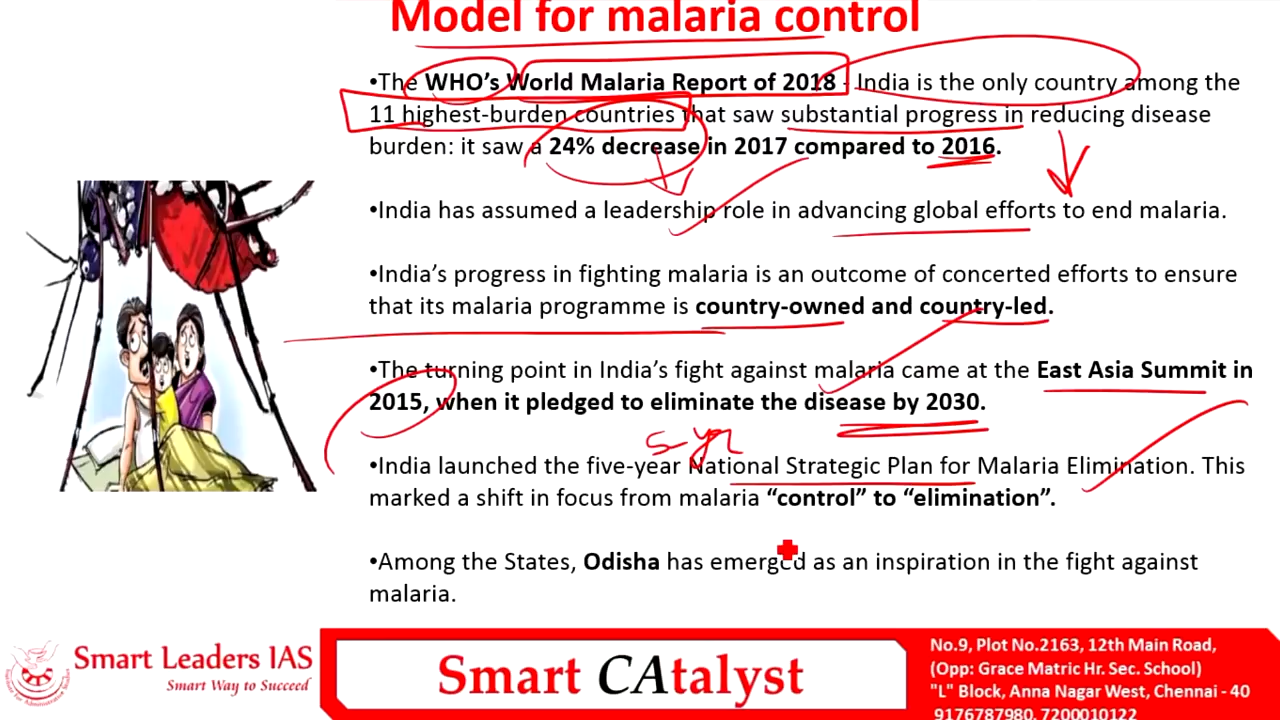 Model for malaria control
•The WHO's World Malaria Report of 2018 - India is the only country among the
11 highest-burden countries that saw substantial progress in reducing disease
burden: it saw a 24% decrease in 2017 compared to 2016.
•India has assumed a leadership role in advancing global efforts to end malaria.
•India's progress in fighting malaria is an outcome of concerted efforts to ensure
that its malaria programme is country-owned and country-led.
•The turning point in India's fight against malaria came at the East Asia Summit in
2015, when it pledged to eliminate the disease by 2030.
5-yr
•India launched the five-year National Strategic Plan for Malaria Elimination. This
marked a shift in focus from malaria “control” to “elimination”.
•Among the States, Odisha has emerged as an inspiration in the fight against
malaria.
Smart Leaders IAS
Smart Way to Succeed
Smart CAtalyst
No.9, Plot No.2163, 12th Main Road,
(Opp: Grace Matric Hr. Sec. School)
"L" Block, Anna Nagar West, Chennai - 40
9176787980, 7200010122